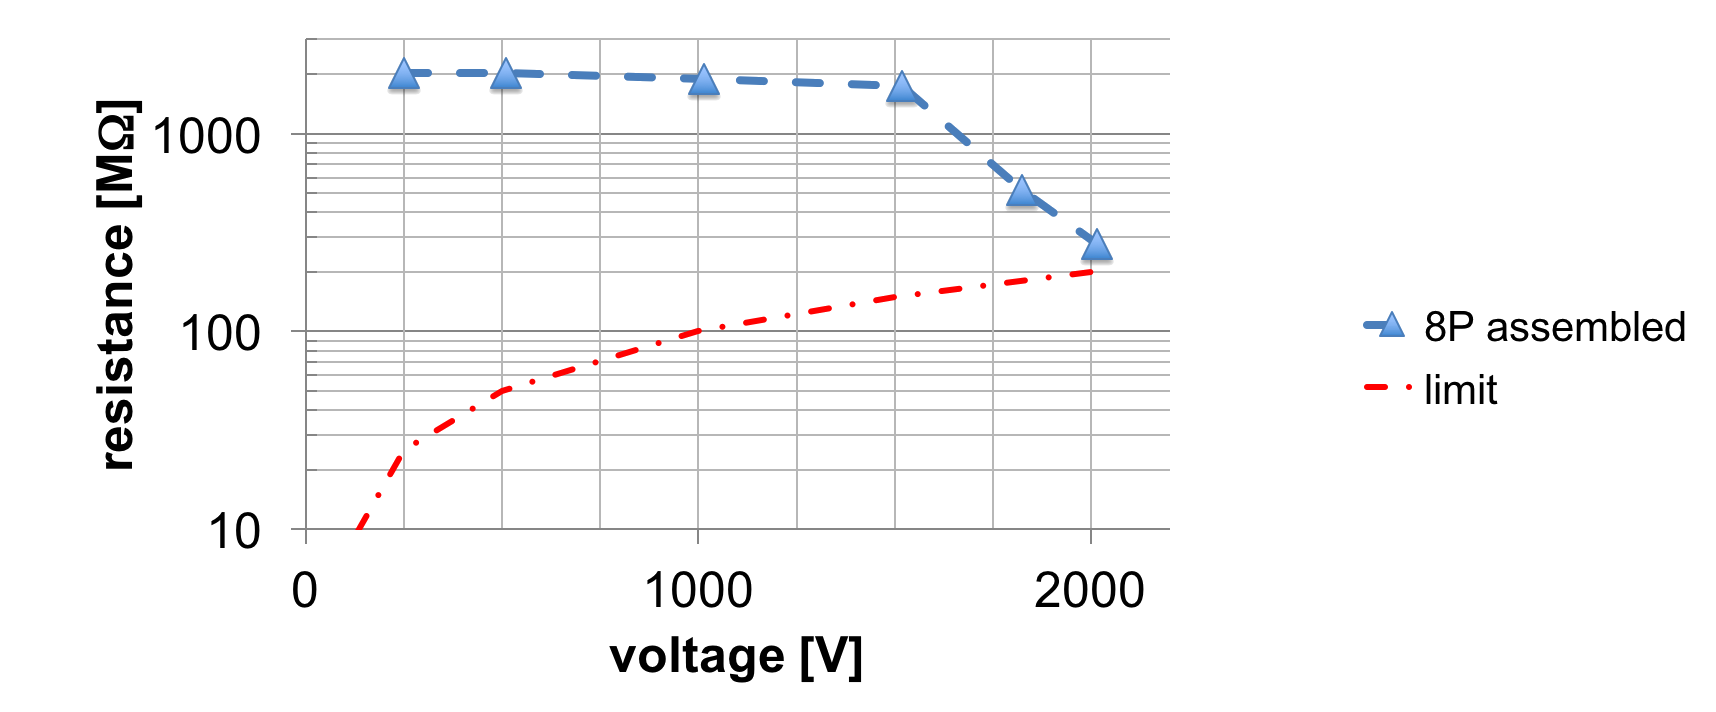 resistance [MΩ]
1000
100
10
0
1000
2000
voltage [V]
8P assembled
limit